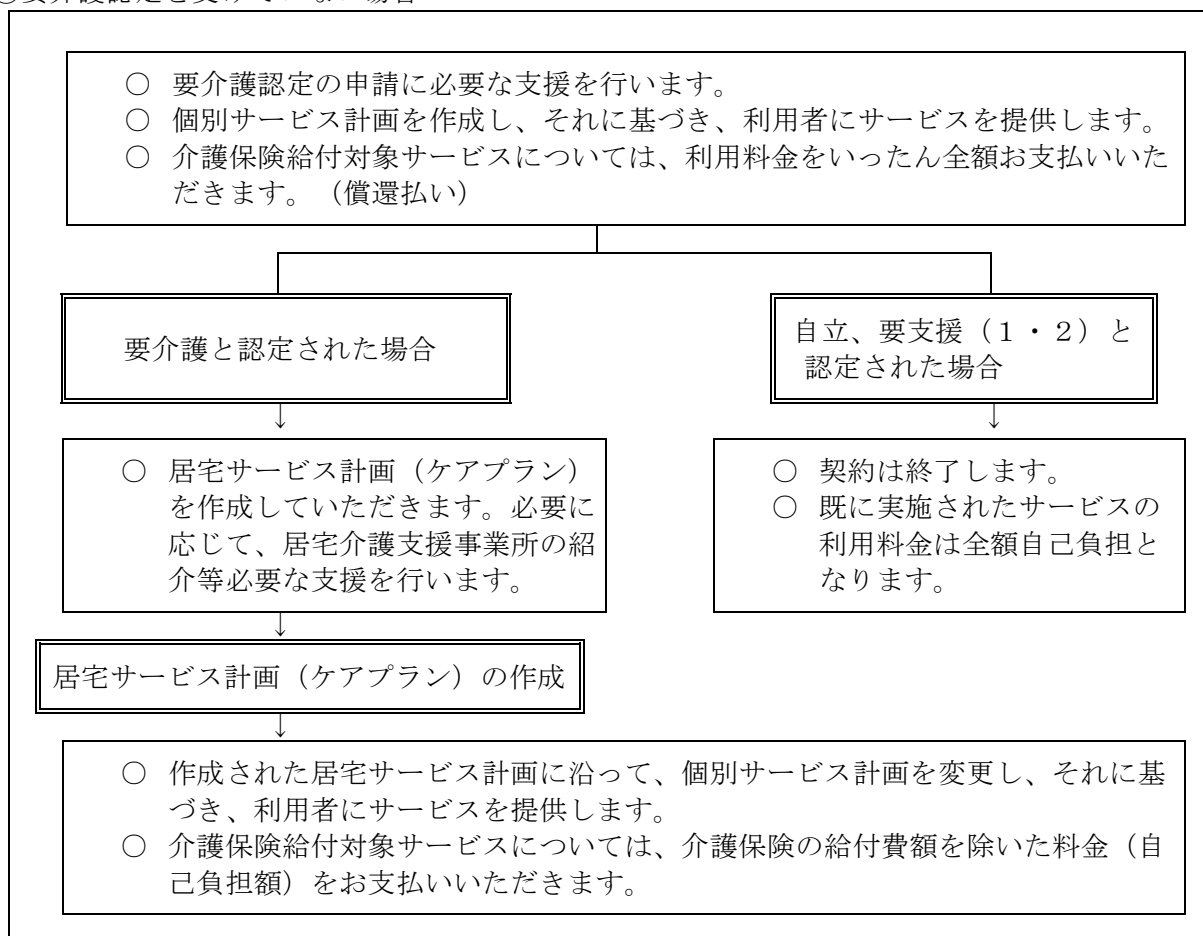 ○要介護認定を受けていない場合
○ 要介護認定の申請に必要な支援を行います。
○ 個別サービス計画を作成し、それに基づき、利用者にサービスを提供します。
○ 介護保険給付対象サービスについては、利用料金をいったん全額お支払いいた
だきます。（償還払い）
要介護と認定された場合
自立、要支援（１・２）と
認定された場合
↓
↓
○ 居宅サービス計画（ケアプラン）
を作成していただきます。必要に
応じて、居宅介護支援事業所の紹
介等必要な支援を行います。
○ 契約は終了します。
○ 既に実施されたサービスの
利用料金は全額自己負担と
なります。
↓
居宅サービス計画（ケアプラン）の作成
↓
○ 作成された居宅サービス計画に沿って、個別サービス計画を変更し、それに基
づき、利用者にサービスを提供します。
○ 介護保険給付対象サービスについては、介護保険の給付費額を除いた料金（自
己負担額）をお支払いいただきます。